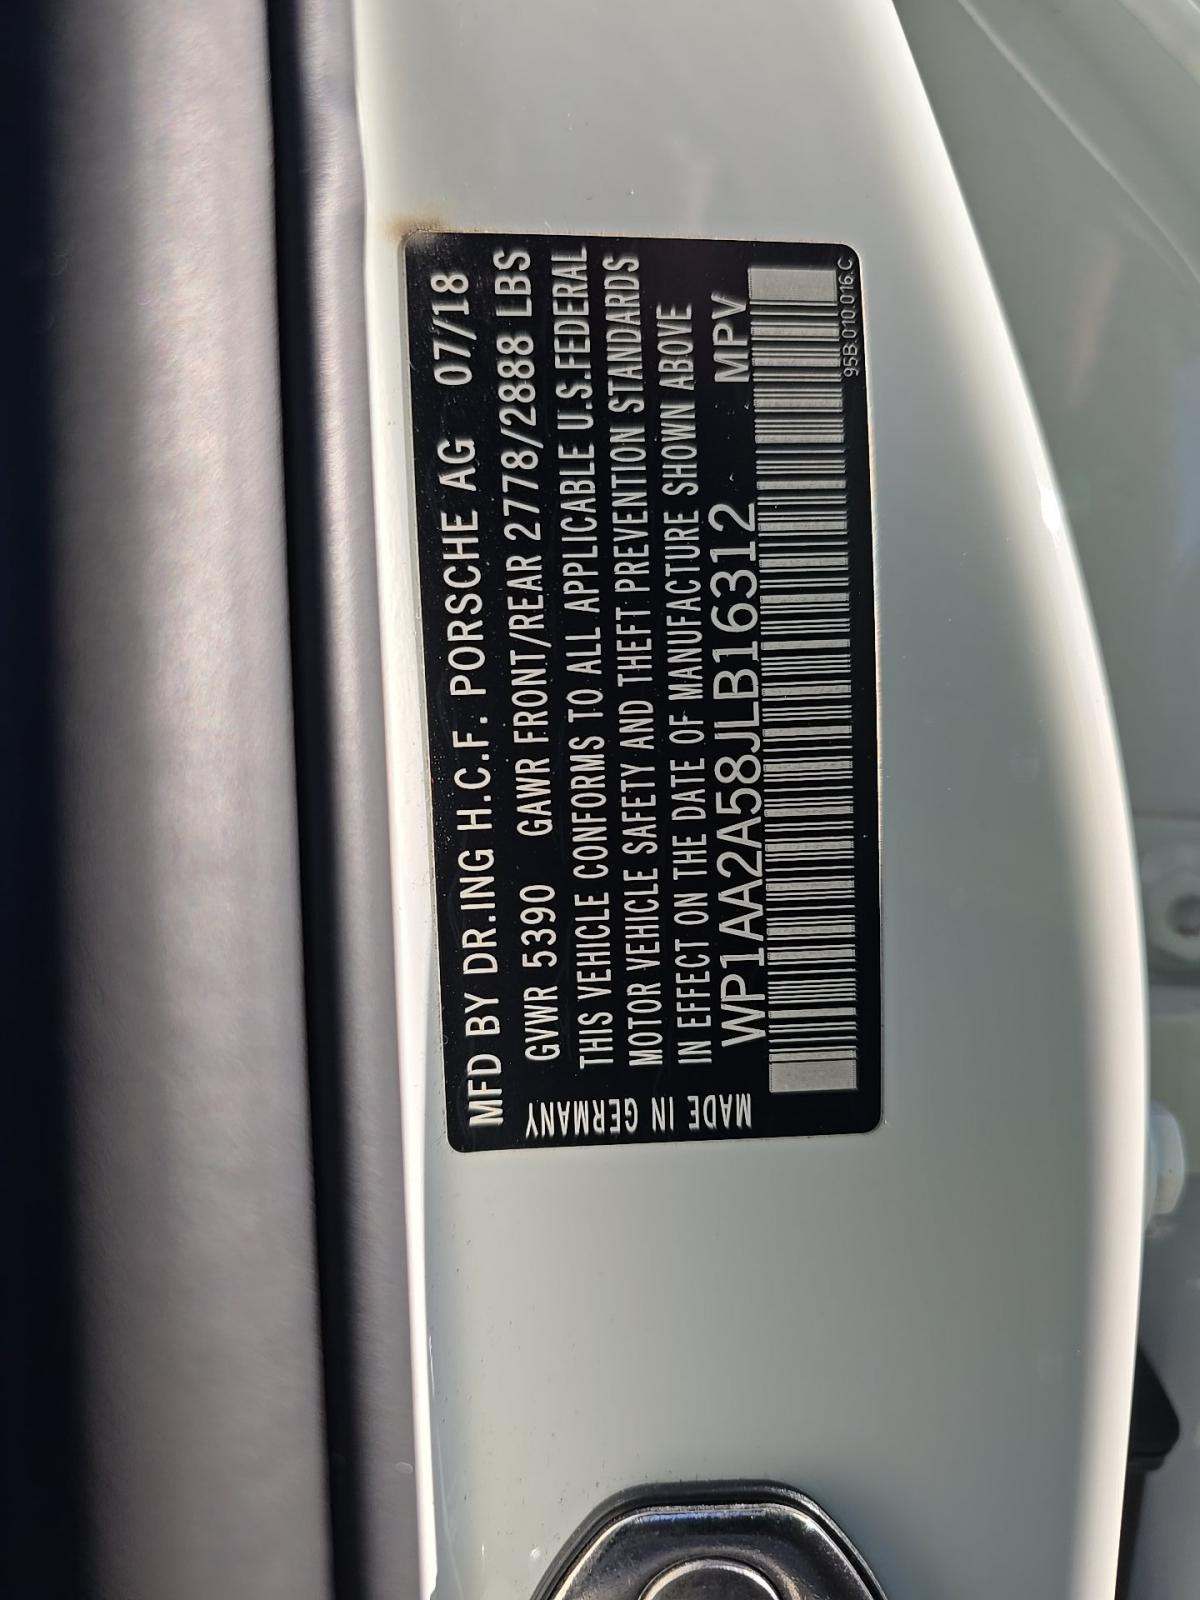 MFD BY DR.ING H.C.F. PORSCHE AG 07/18
GVWR 5390 GAWR FRONT/REAR 2778/2888 LBS
THIS VEHICLE CONFORMS TO ALL APPLICABLE U.S.FEDERAL
MOTOR VEHICLE SAFETY AND THEFT PREVENTION STANDARDS
IN EFFECT ON THE DATE OF MANUFACTURE SHOWN ABOVE
WP1AA2A58JLB16312 MPV
95B.010.016.C
MADE IN GERMANY